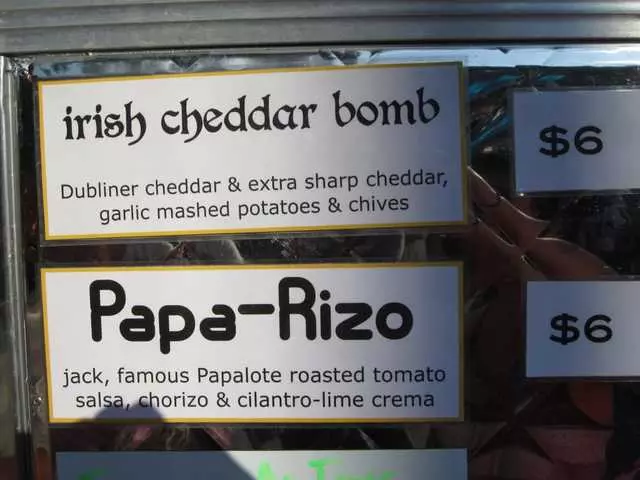 irish cheddar bomb
$6
Dubliner cheddar & extra sharp cheddar,
garlic mashed potatoes & chives
Papa-Rizo
$6
jack, famous Papalote roasted tomato
salsa, chorizo & cilantro-lime crema